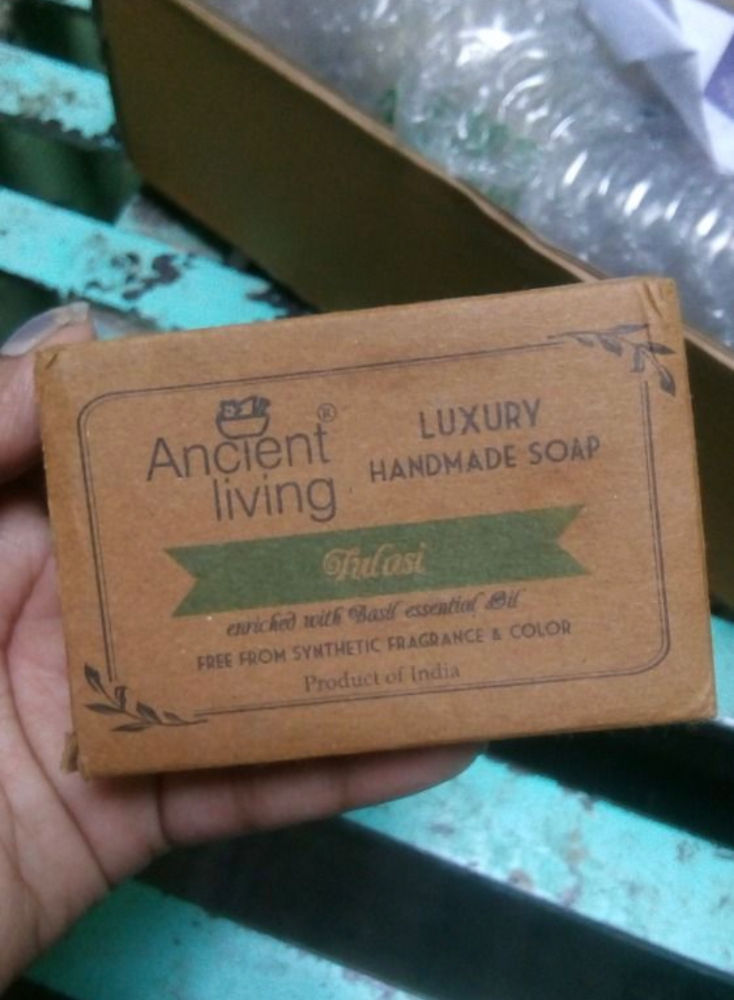 Ancient®
living
LUXURY
HANDMADE SOAP
Tulasi
enriched with Basil essential Oil
FREE FROM SYNTHETIC FRAGRANCE & COLOR
Product of India